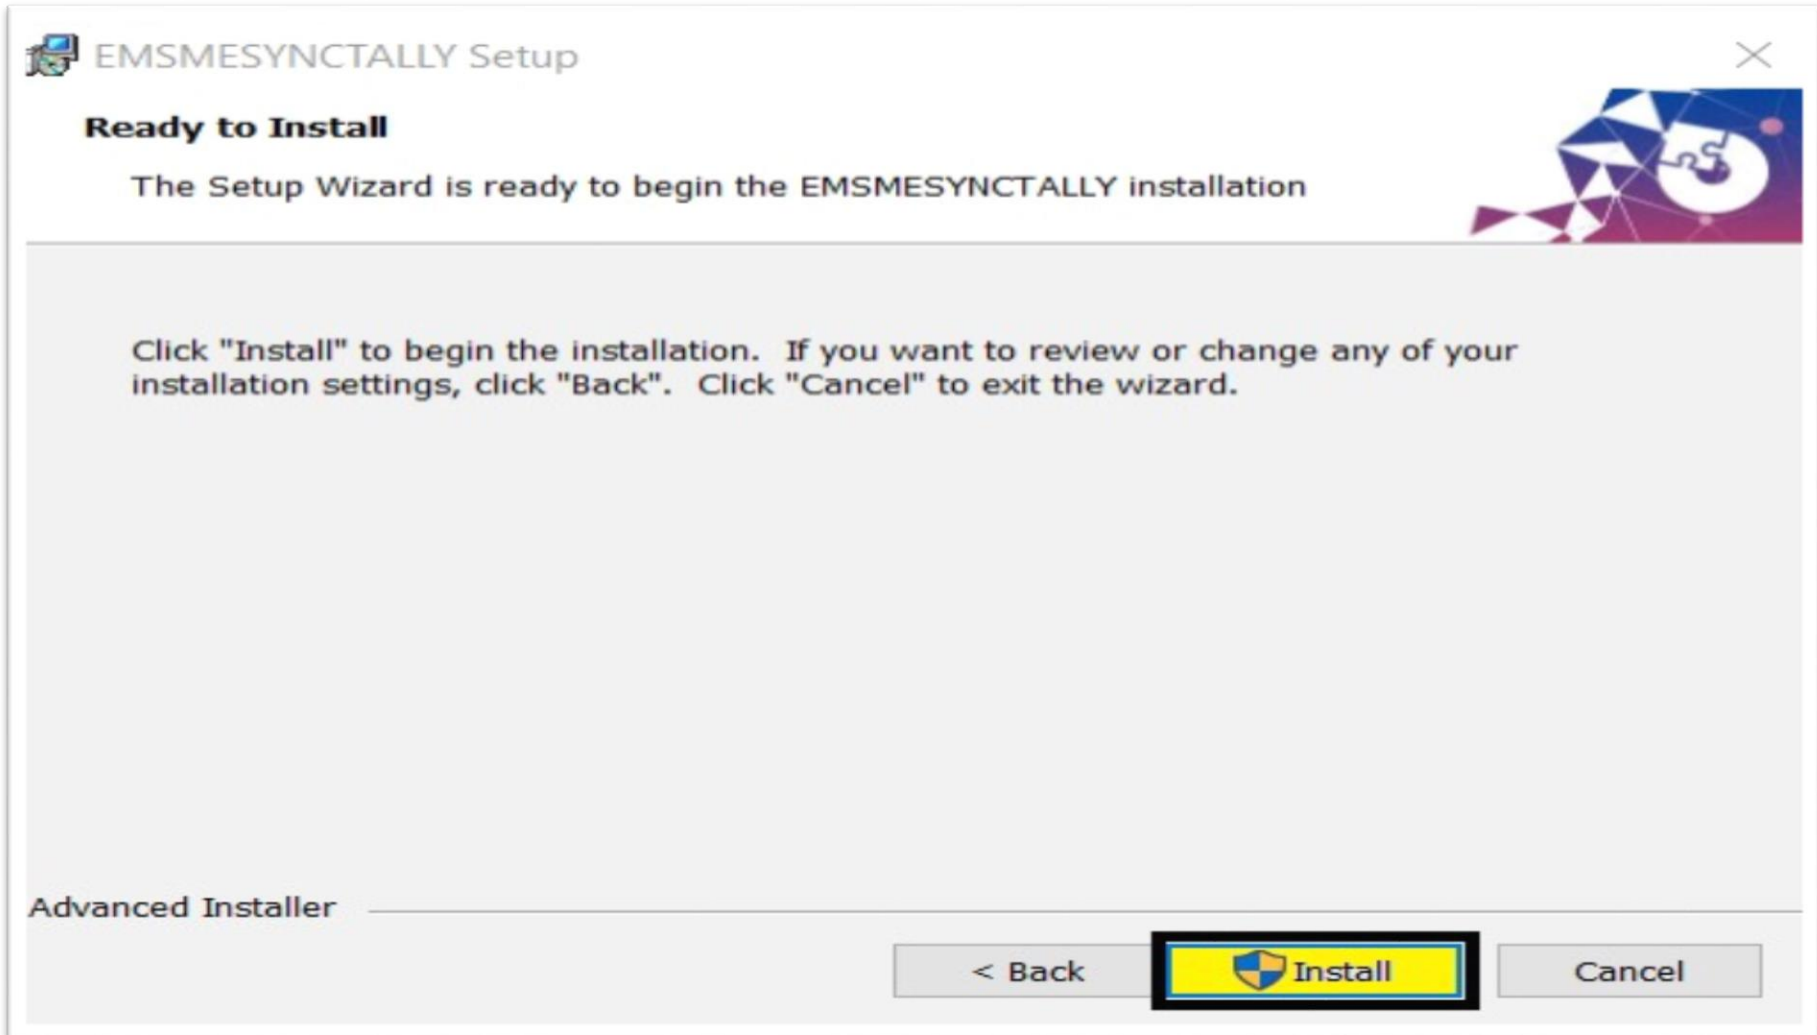 EMSMESYNCTALLY Setup
Ready to Install
The Setup Wizard is ready to begin the EMSMESYNCTALLY installation
Click "Install" to begin the installation.  If you want to review or change any of your
installation settings, click "Back".  Click "Cancel" to exit the wizard.
Advanced Installer
< Back
Install
Cancel